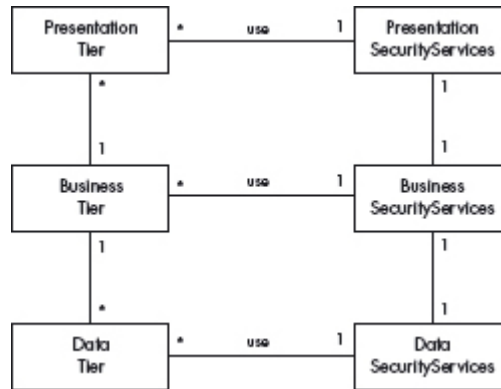 Presentation * use 1 Presentation
Tier SecurityServices
* 1
1 1
Business * use 1 Business
Tier SecurityServices
1 1
* 1
Data * use 1 Data
Tier SecurityServices